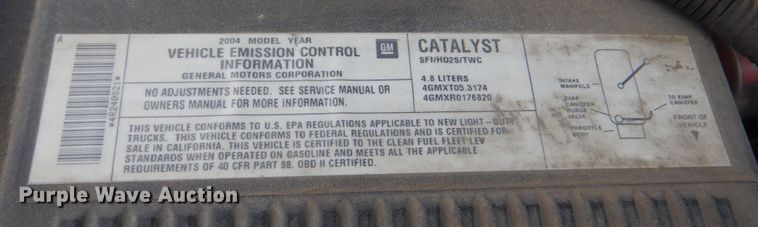 A
2004 MODEL YEAR
VEHICLE EMISSION CONTROL
INFORMATION
GENERAL MOTORS CORPORATION
GM
NO ADJUSTMENTS NEEDED. SEE SERVICE MANUAL OR
OWNERS MANUAL FOR MORE INFORMATION.
CATALYST
SFI/HO2S/TWC
4.8 LITERS
4GMXT05.3174
4GMXR0176820
THIS VEHICLE CONFORMS TO U.S. EPA REGULATIONS APPLICABLE TO NEW LIGHT-DUTY
TRUCKS. THIS VEHICLE CONFORMS TO FEDERAL REGULATIONS AND IS CERTIFIED FOR
SALE IN CALIFORNIA. THIS VEHICLE IS CERTIFIED TO THE CLEAN FUEL FLEET LEV
STANDARDS WHEN OPERATED ON GASOLINE AND MEETS ALL THE APPLICABLE
REQUIREMENTS OF 40 CFR PART 88. OBD II CERTIFIED.
INTAKE
MANIFOLD
EVAP
CANISTER
PURGE
VALVE
THROTTLE
BODY
TO EVAP
CANISTER
FRONT OF
VEHICLE
*4R240821*
Purple Wave Auction